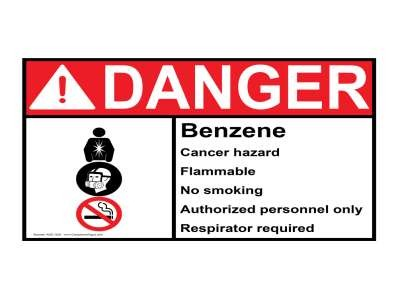 DANGER
Benzene
Cancer hazard
Flammable
No smoking
Authorized personnel only
Respirator required